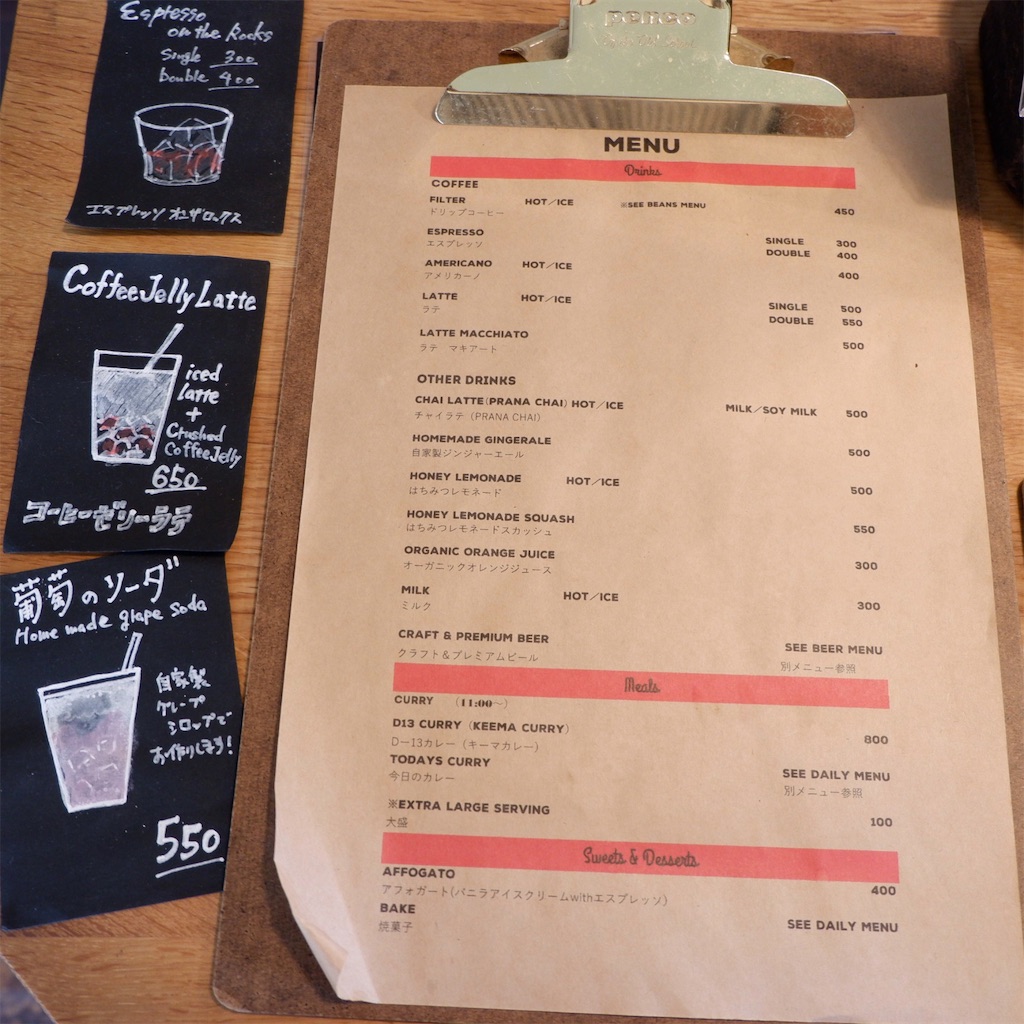 Espresso
on the Rocks
Single 300
Double 400
エスプレッソ オンザロックス
Coffee Jelly Latte
iced
latte
+
Crushed
Coffee Jelly
650
コーヒーゼリーラテ
葡萄のソーダ
Home made grape soda
自家製
グレープ
シロップで
お作りします!
550
MENU
Drinks
COFFEE
FILTER HOT/ICE ※SEE BEANS MENU 450
ドリップコーヒー
ESPRESSO SINGLE 300
エスプレッソ DOUBLE 400
AMERICANO HOT/ICE 400
アメリカーノ
LATTE HOT/ICE SINGLE 500
ラテ DOUBLE 550
LATTE MACCHIATO 500
ラテ マキアート
OTHER DRINKS
CHAI LATTE(PRANA CHAI) HOT/ICE MILK/SOY MILK 500
チャイラテ（PRANA CHAI）
HOMEMADE GINGERALE 500
自家製ジンジャーエール
HONEY LEMONADE HOT/ICE 500
はちみつレモネード
HONEY LEMONADE SQUASH 550
はちみつレモネードスカッシュ
ORGANIC ORANGE JUICE 300
オーガニックオレンジジュース
MILK HOT/ICE 300
ミルク
CRAFT & PREMIUM BEER SEE BEER MENU
クラフト＆プレミアムビール 別メニュー参照
Meals
CURRY （11:00〜）
D13 CURRY（KEEMA CURRY） 800
Dー13カレー（キーマカレー）
TODAYS CURRY SEE DAILY MENU
今日のカレー 別メニュー参照
※EXTRA LARGE SERVING 100
大盛
Sweets & Desserts
AFFOGATO 400
アフォガート(バニラアイスクリームwithエスプレッソ）
BAKE SEE DAILY MENU
焼菓子